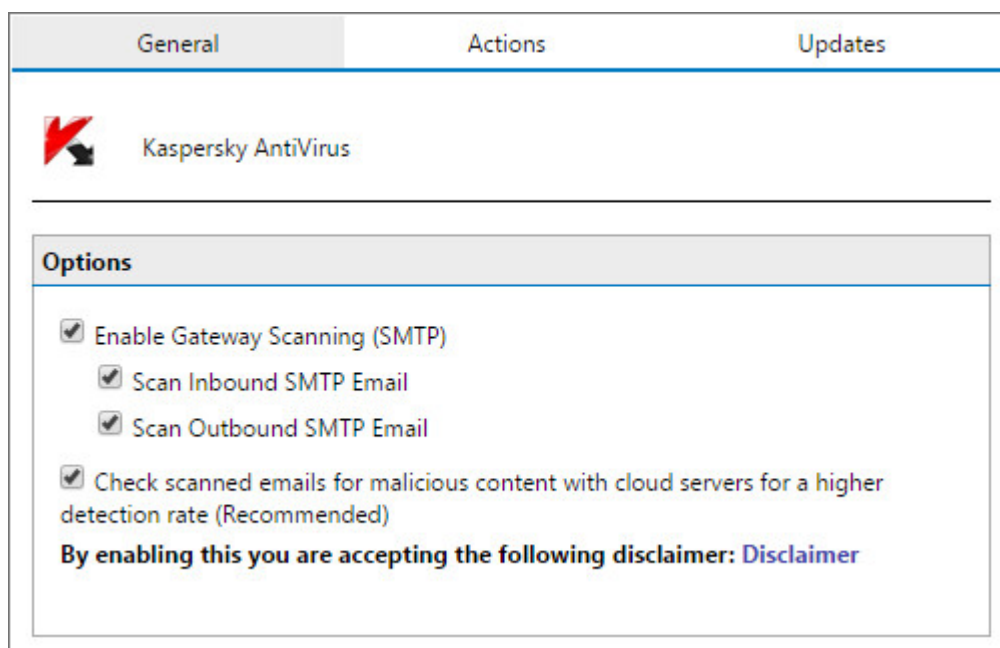 General Actions Updates
Kaspersky AntiVirus
Options
Enable Gateway Scanning (SMTP)
Scan Inbound SMTP Email
Scan Outbound SMTP Email
Check scanned emails for malicious content with cloud servers for a higher
detection rate (Recommended)
By enabling this you are accepting the following disclaimer: Disclaimer